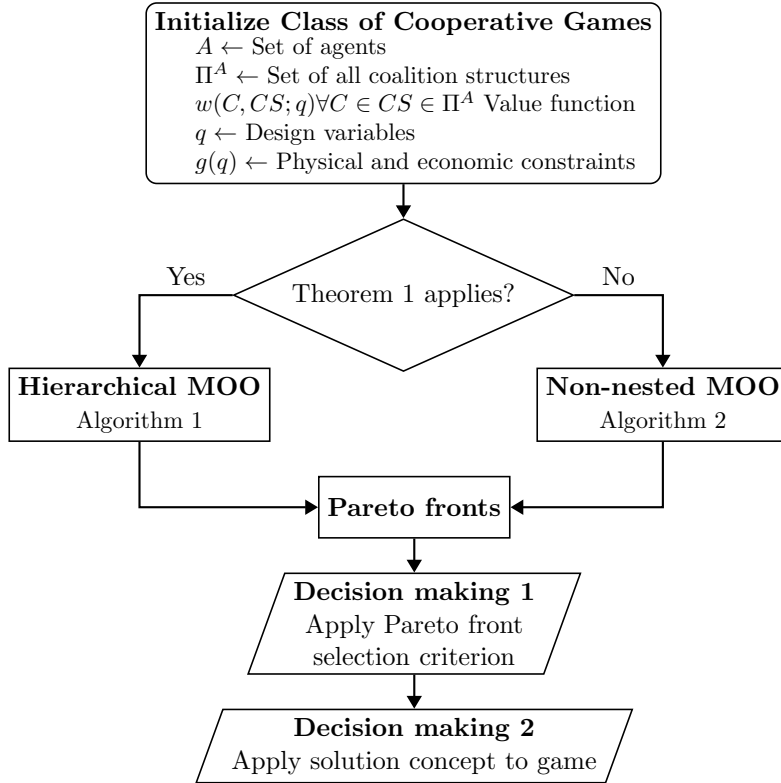 Initialize Class of Cooperative Games
A ← Set of agents
Π^A ← Set of all coalition structures
w(C, CS; q)∀C ∈ CS ∈ Π^A Value function
q ← Design variables
g(q) ← Physical and economic constraints
Theorem 1 applies?
Yes
No
Hierarchical MOO
Algorithm 1
Non-nested MOO
Algorithm 2
Pareto fronts
Decision making 1
Apply Pareto front
selection criterion
Decision making 2
Apply solution concept to game